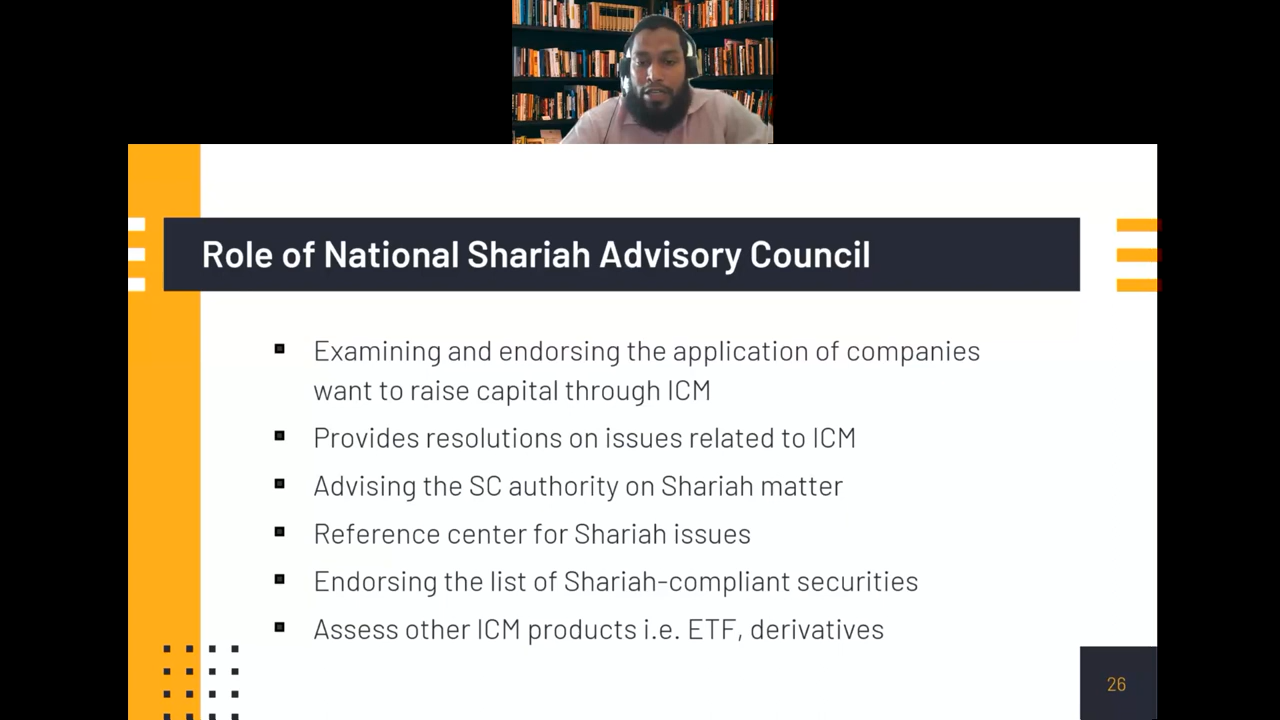 Role of National Shariah Advisory Council
Examining and endorsing the application of companies
want to raise capital through ICM
Provides resolutions on issues related to ICM
Advising the SC authority on Shariah matter
Reference center for Shariah issues
Endorsing the list of Shariah-compliant securities
Assess other ICM products i.e. ETF, derivatives
26